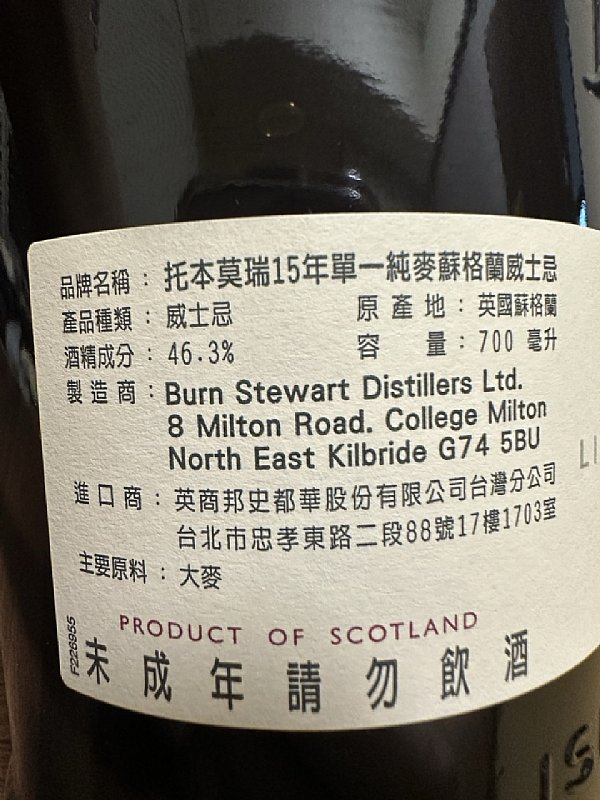 品牌名稱：托本莫瑞15年單一純麥蘇格蘭威士忌
產品種類：威士忌 原產地：英國蘇格蘭
酒精成分：46.3% 容量：700 毫升
製造商：Burn Stewart Distillers Ltd.
8 Milton Road. College Milton
North East Kilbride G74 5BU
進口商：英商邦史都華股份有限公司台灣分公司
台北市忠孝東路二段88號17樓1703室
主要原料：大麥
PRODUCT OF SCOTLAND
未成年請勿飲酒
F226955
LI